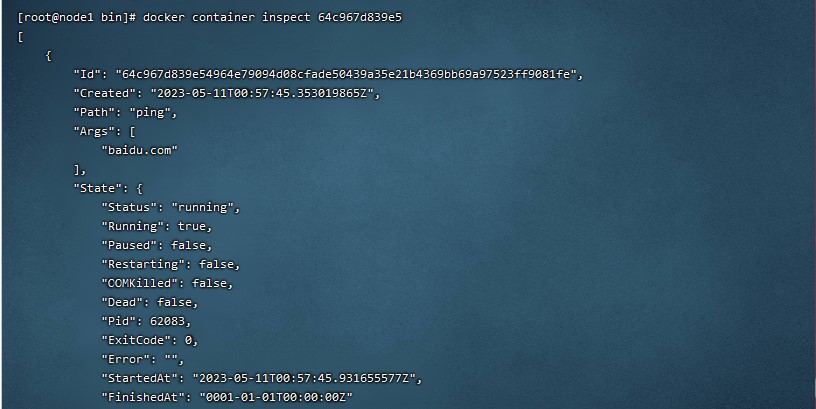 [root@node1 bin]# docker container inspect 64c967d839e5
[
    {
        "Id": "64c967d839e54964e79094d08cfade50439a35e21b4369bb69a97523ff9081fe",
        "Created": "2023-05-11T00:57:45.353019865Z",
        "Path": "ping",
        "Args": [
            "baidu.com"
        ],
        "State": {
            "Status": "running",
            "Running": true,
            "Paused": false,
            "Restarting": false,
            "COMKilled": false,
            "Dead": false,
            "Pid": 62083,
            "ExitCode": 0,
            "Error": "",
            "StartedAt": "2023-05-11T00:57:45.931655577Z",
            "FinishedAt": "0001-01-01T00:00:00Z"